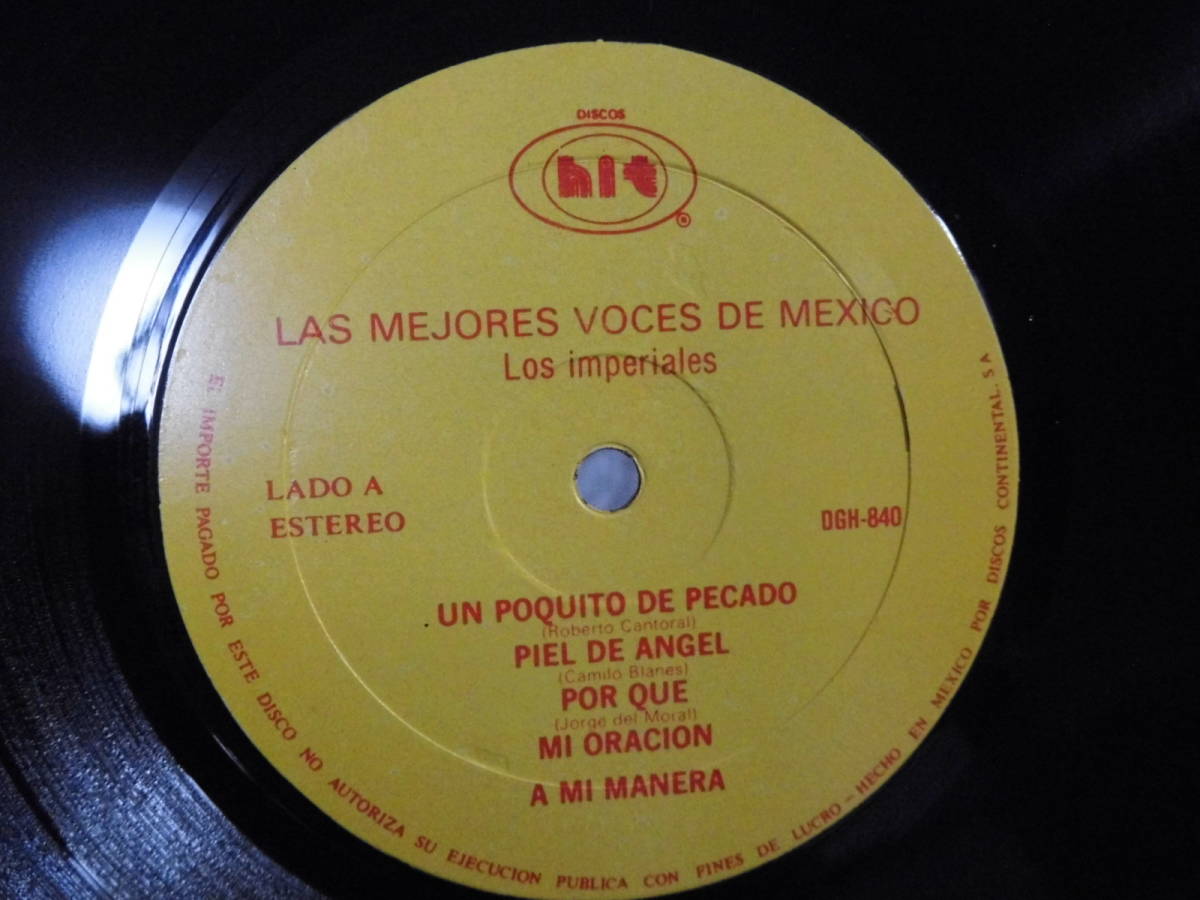 DISCOS
hit
®
LAS MEJORES VOCES DE MEXICO
Los imperiales
LADO A
ESTEREO
DGH-840
UN POQUITO DE PECADO
(Roberto Cantoral)
PIEL DE ANGEL
(Camilo Blanes)
POR QUE
(Jorge del Moral)
MI ORACION
A MI MANERA
EL IMPORTE PAGADO POR ESTE DISCO NO AUTORIZA SU EJECUCION PUBLICA CON FINES DE LUCRO - HECHO EN MEXICO POR DISCOS CONTINENTAL. S A